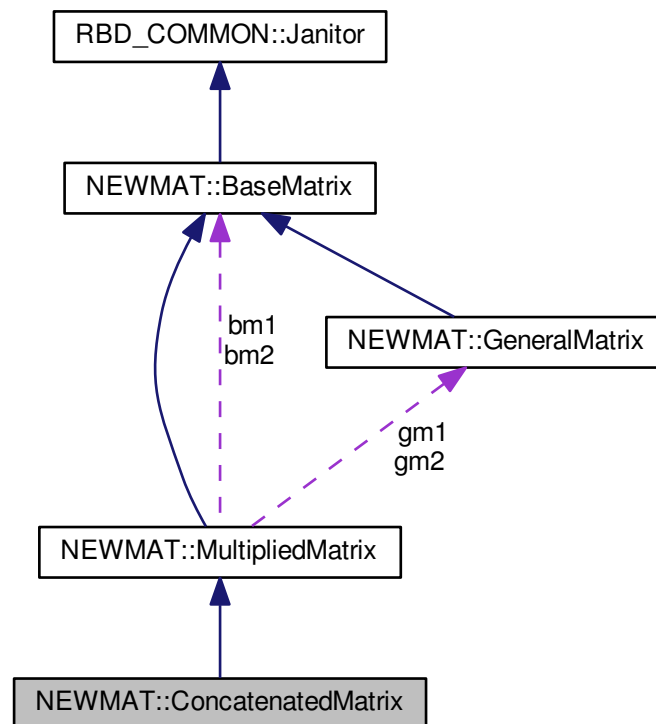 RBD_COMMON::Janitor
NEWMAT::BaseMatrix
bm1
bm2
NEWMAT::GeneralMatrix
gm1
gm2
NEWMAT::MultipliedMatrix
NEWMAT::ConcatenatedMatrix